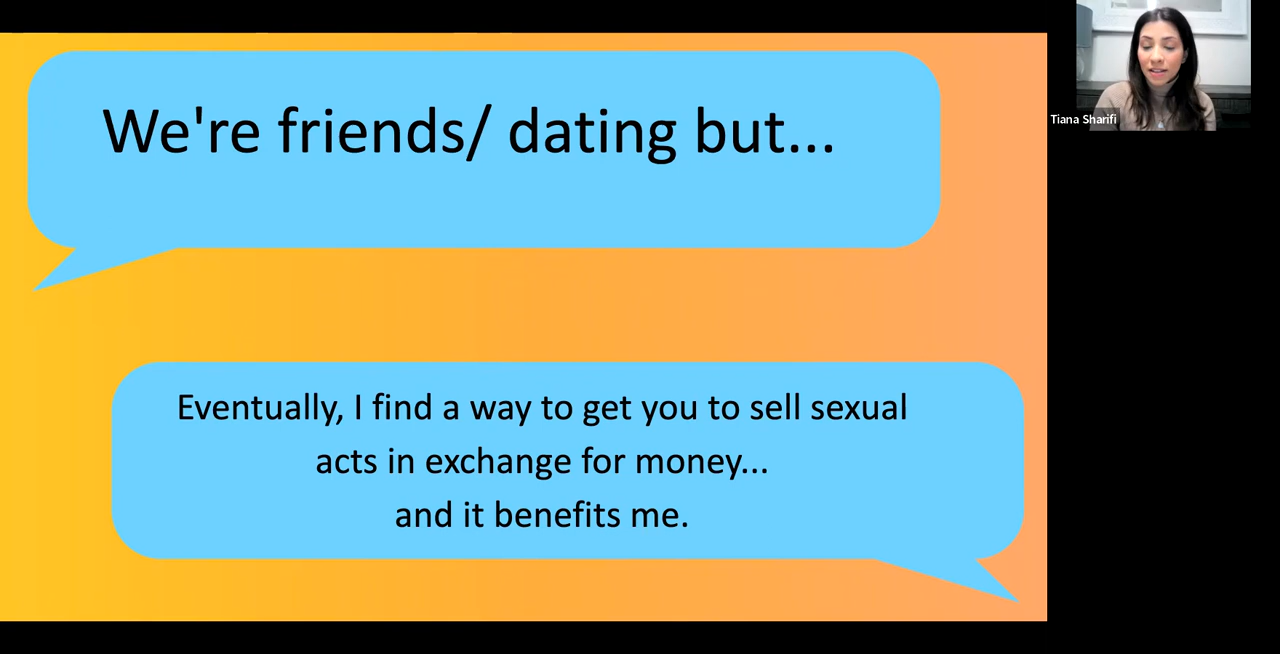 We're friends/ dating but...
Tiana Sharifi
Eventually, I find a way to get you to sell sexual
acts in exchange for money...
and it benefits me.